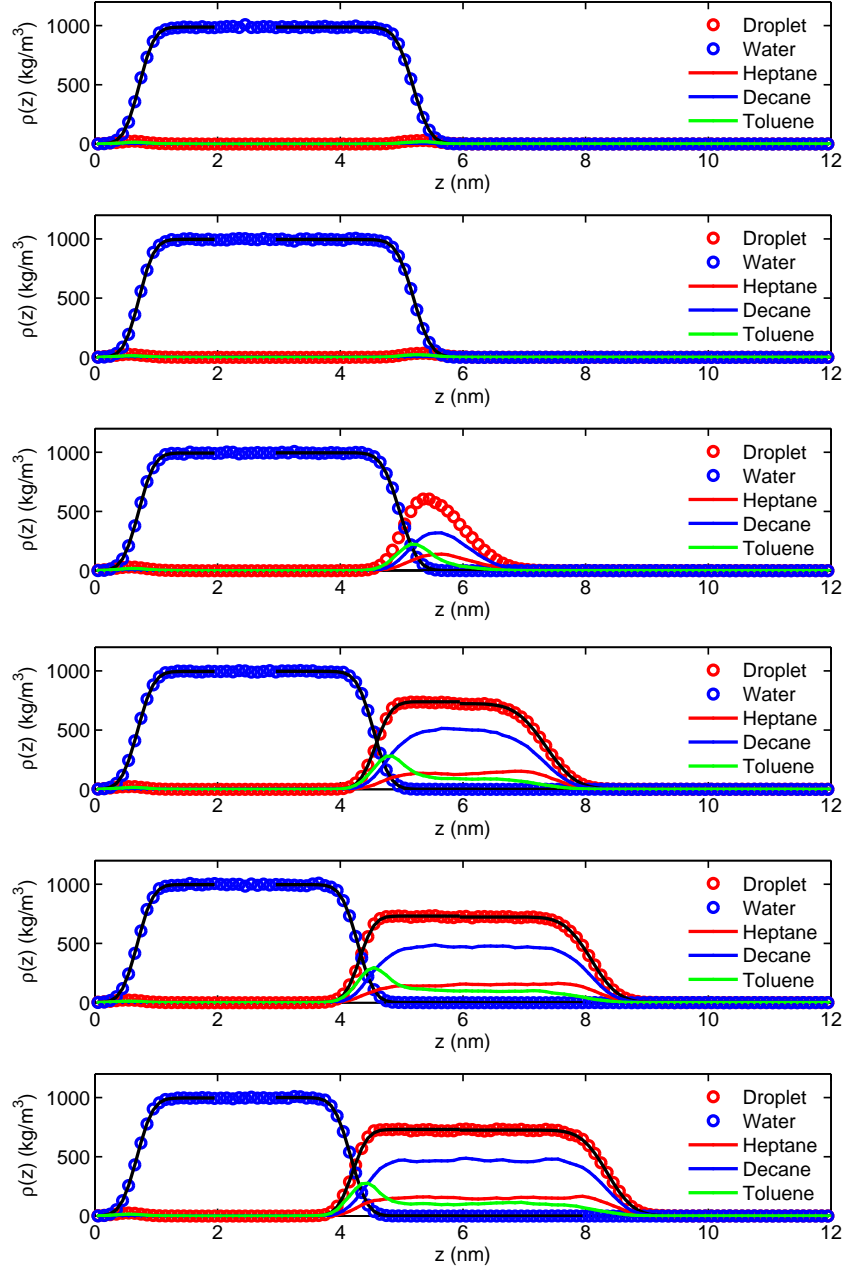 1000
500
0
ρ(z) (kg/m³)
Droplet
Water
Heptane
Decane
Toluene
0 2 4 6 8 10 12
z (nm)
1000
500
0
ρ(z) (kg/m³)
Droplet
Water
Heptane
Decane
Toluene
0 2 4 6 8 10 12
z (nm)
1000
500
0
ρ(z) (kg/m³)
Droplet
Water
Heptane
Decane
Toluene
0 2 4 6 8 10 12
z (nm)
1000
500
0
ρ(z) (kg/m³)
Droplet
Water
Heptane
Decane
Toluene
0 2 4 6 8 10 12
z (nm)
1000
500
0
ρ(z) (kg/m³)
Droplet
Water
Heptane
Decane
Toluene
0 2 4 6 8 10 12
z (nm)
1000
500
0
ρ(z) (kg/m³)
Droplet
Water
Heptane
Decane
Toluene
0 2 4 6 8 10 12
z (nm)